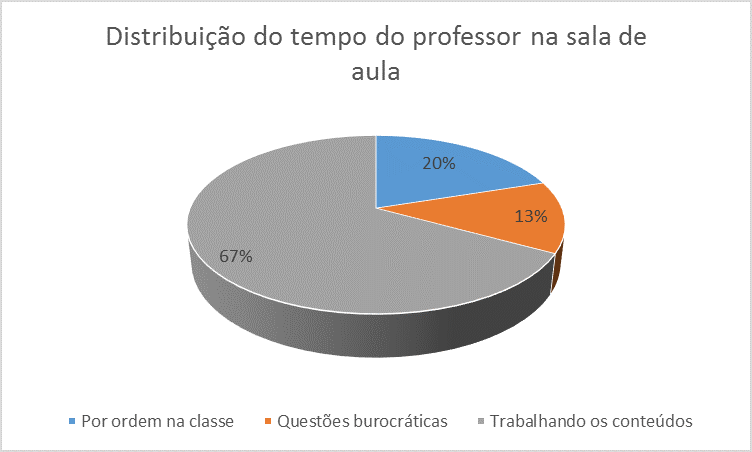 Distribuição do tempo do professor na sala de
aula
20%
13%
67%
Por ordem na classe
Questões burocráticas
Trabalhando os conteúdos